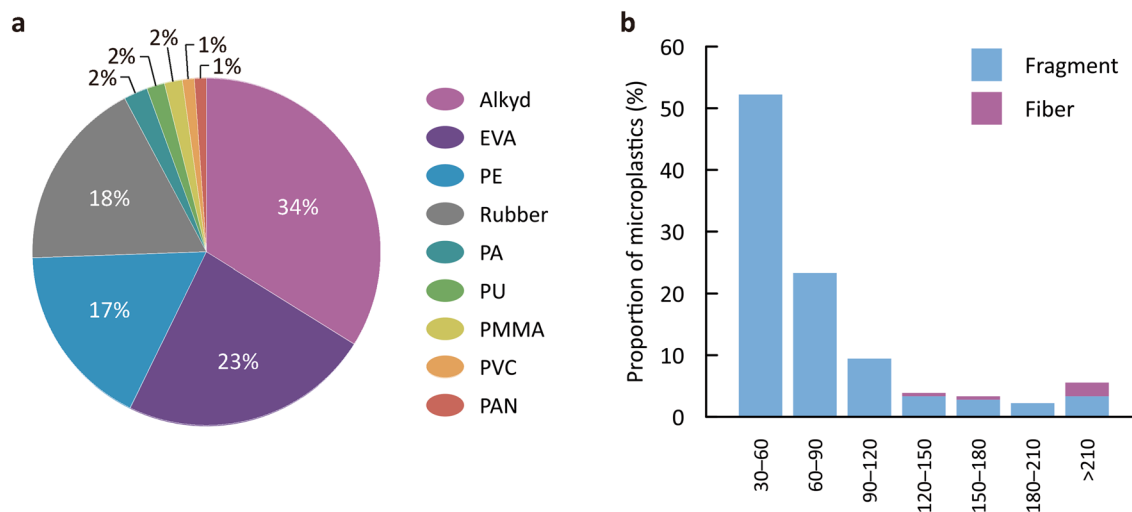 a
2%
2%
2%
1%
1%
34%
23%
17%
18%
Alkyd
EVA
PE
Rubber
PA
PU
PMMA
PVC
PAN
b
Proportion of microplastics (%)
60
50
40
30
20
10
0
Fragment
Fiber
30–60
60–90
90–120
120–150
150–180
180–210
>210